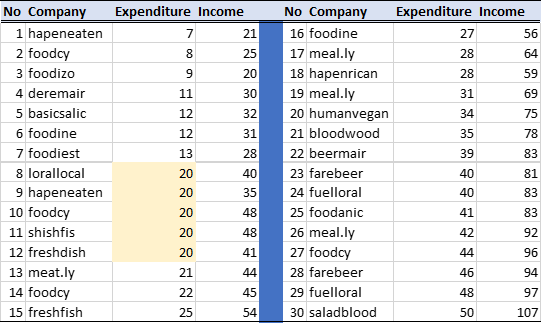 No Company Expenditure Income No Company Expenditure Income
1 hapeneaten 7 21 16 foodine 27 56
2 foodcy 8 25 17 meal.ly 28 64
3 foodizo 9 20 18 hapenrican 28 59
4 deremair 11 30 19 meal.ly 31 69
5 basicsalic 12 32 20 humanvegan 34 75
6 foodine 12 31 21 bloodwood 35 78
7 foodiest 13 28 22 beermair 39 83
8 lorallocal 20 40 23 farebeer 40 81
9 hapeneaten 20 35 24 fuelloral 40 83
10 foodcy 20 48 25 foodanic 41 83
11 shishfis 20 48 26 meal.ly 42 92
12 freshdish 20 41 27 foodcy 44 96
13 meat.ly 21 44 28 farebeer 46 94
14 foodcy 22 45 29 fuelloral 48 97
15 freshfish 25 54 30 saladblood 50 107